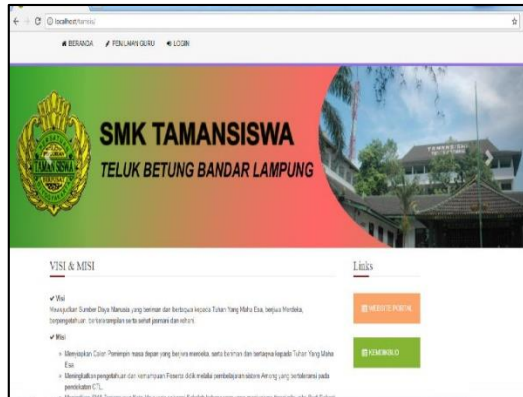 localhost/tamsis/
BERANDA PENILAIAN GURU LOGIN
TAMAN SISWA
SMK TAMANSISWA
TELUK BETUNG BANDAR LAMPUNG
VISI & MISI
Visi
Mewujudkan Sumber Daya Manusia yang beriman dan bertaqwa kepada Tuhan Yang Maha Esa, berjiwa Merdeka,
berpengetahuan, berketerampilan serta sehat jasmani dan rohani.
Misi
Menyiapkan Calon Pemimpin masa depan yang berjiwa merdeka, serta beriman dan bertaqwa kepada Tuhan Yang Maha
Esa
Meningkatkan pengetahuan dan kemampuan Peserta didik melalui pembelajaran sistem Among yang berteloransi pada
pendekatan CTL.
Links
WEBSITE PORTAL
KEMDIKBUD